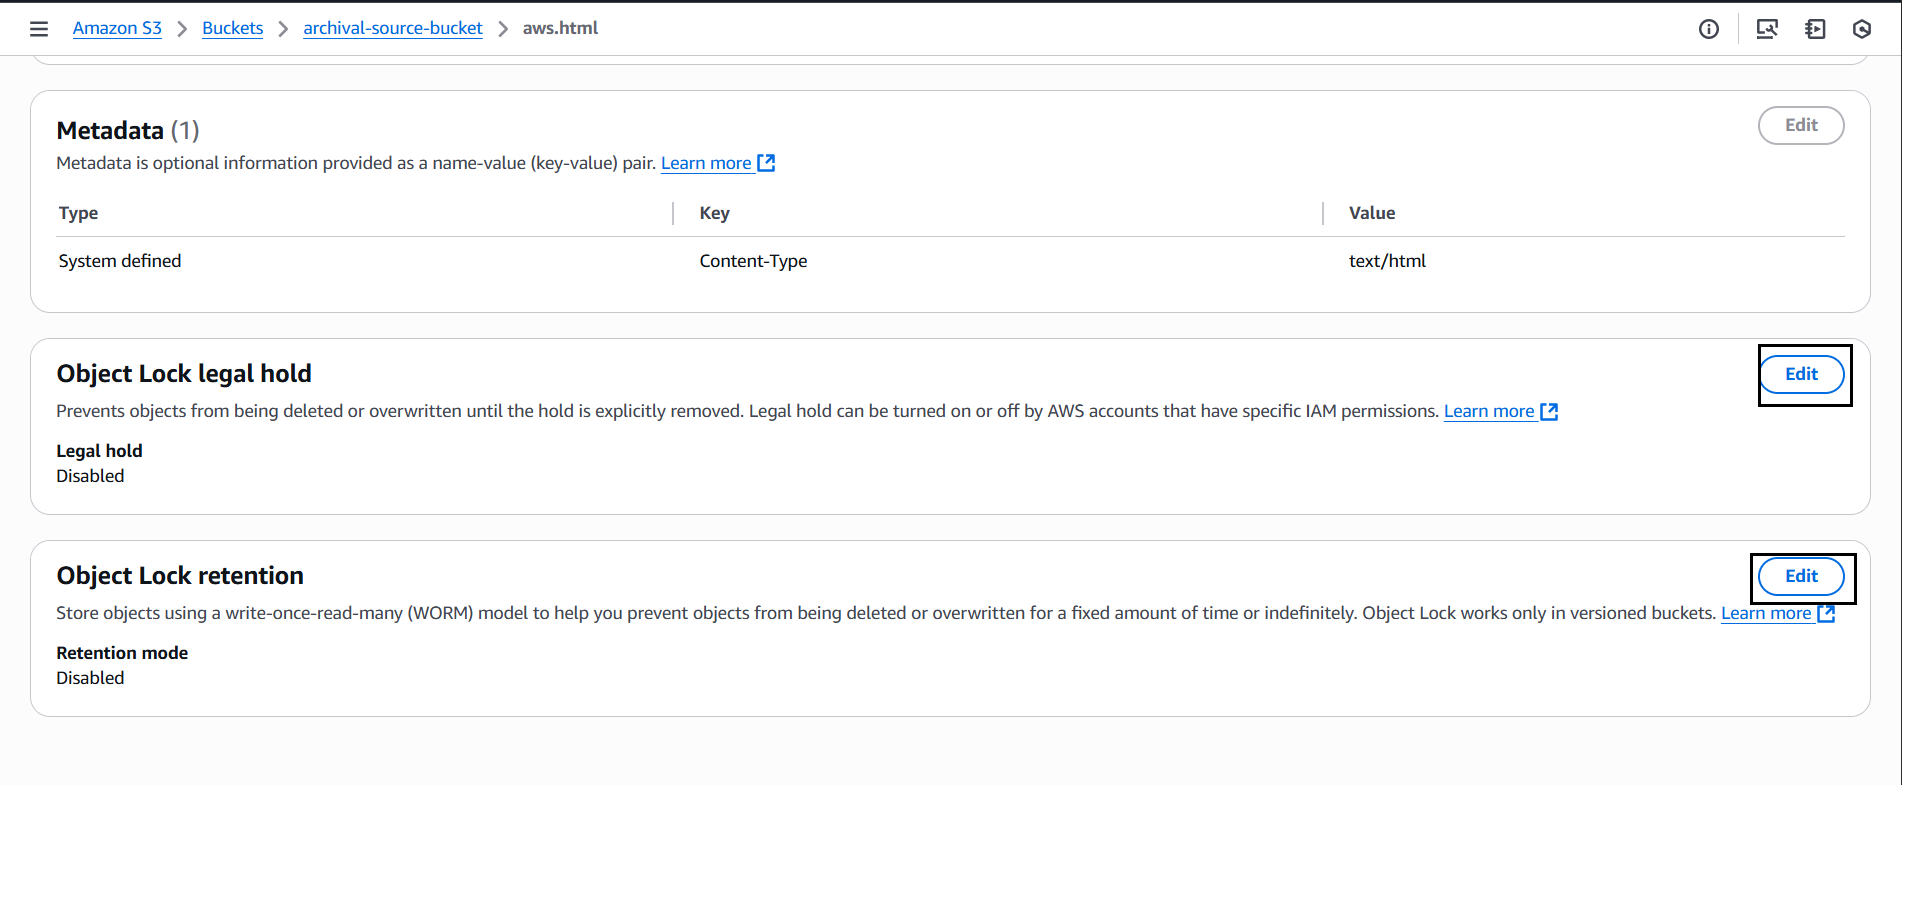 Amazon S3 > Buckets > archival-source-bucket > aws.html
Metadata (1)
Edit
Metadata is optional information provided as a name-value (key-value) pair. Learn more
Type Key Value
System defined Content-Type text/html
Object Lock legal hold
Edit
Prevents objects from being deleted or overwritten until the hold is explicitly removed. Legal hold can be turned on or off by AWS accounts that have specific IAM permissions. Learn more
Legal hold
Disabled
Object Lock retention
Edit
Store objects using a write-once-read-many (WORM) model to help you prevent objects from being deleted or overwritten for a fixed amount of time or indefinitely. Object Lock works only in versioned buckets. Learn more
Retention mode
Disabled